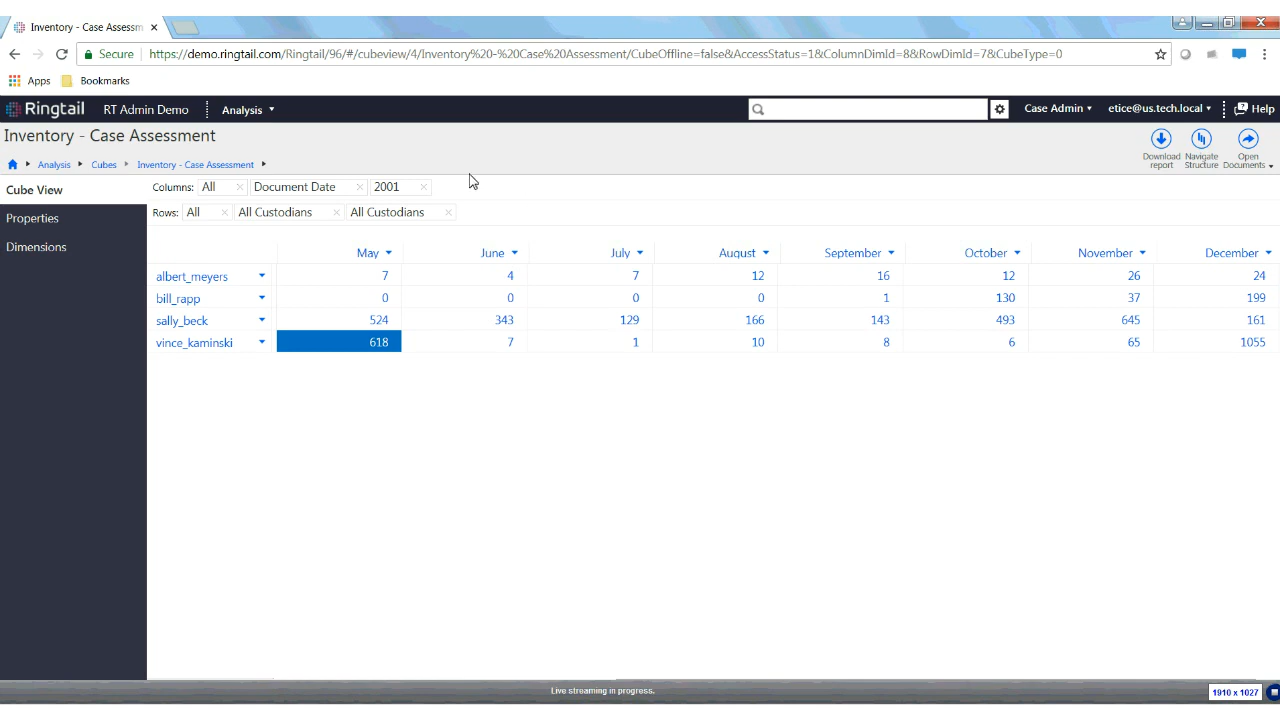 Inventory - Case Assessm ×
Secure https://demo.ringtail.com/Ringtail/96/#/cubeview/4/Inventory%20-%20Case%20Assessment/CubeOffline=false&AccessStatus=1&ColumnDimId=8&RowDimId=7&CubeType=0
Apps Bookmarks
Ringtail RT Admin Demo Analysis Case Admin etice@us.tech.local Help
Inventory - Case Assessment
Analysis Cubes Inventory - Case Assessment
Download report Navigate Structure Open Documents
Cube View Columns: All × Document Date × 2001 ×
Properties Rows: All × All Custodians × All Custodians ×
Dimensions
May June July August September October November December
albert_meyers 7 4 7 12 16 12 26 24
bill_rapp 0 0 0 0 1 130 37 199
sally_beck 524 343 129 166 143 493 645 161
vince_kaminski 618 7 1 10 8 6 65 1055
Live streaming in progress.
1910 x 1027